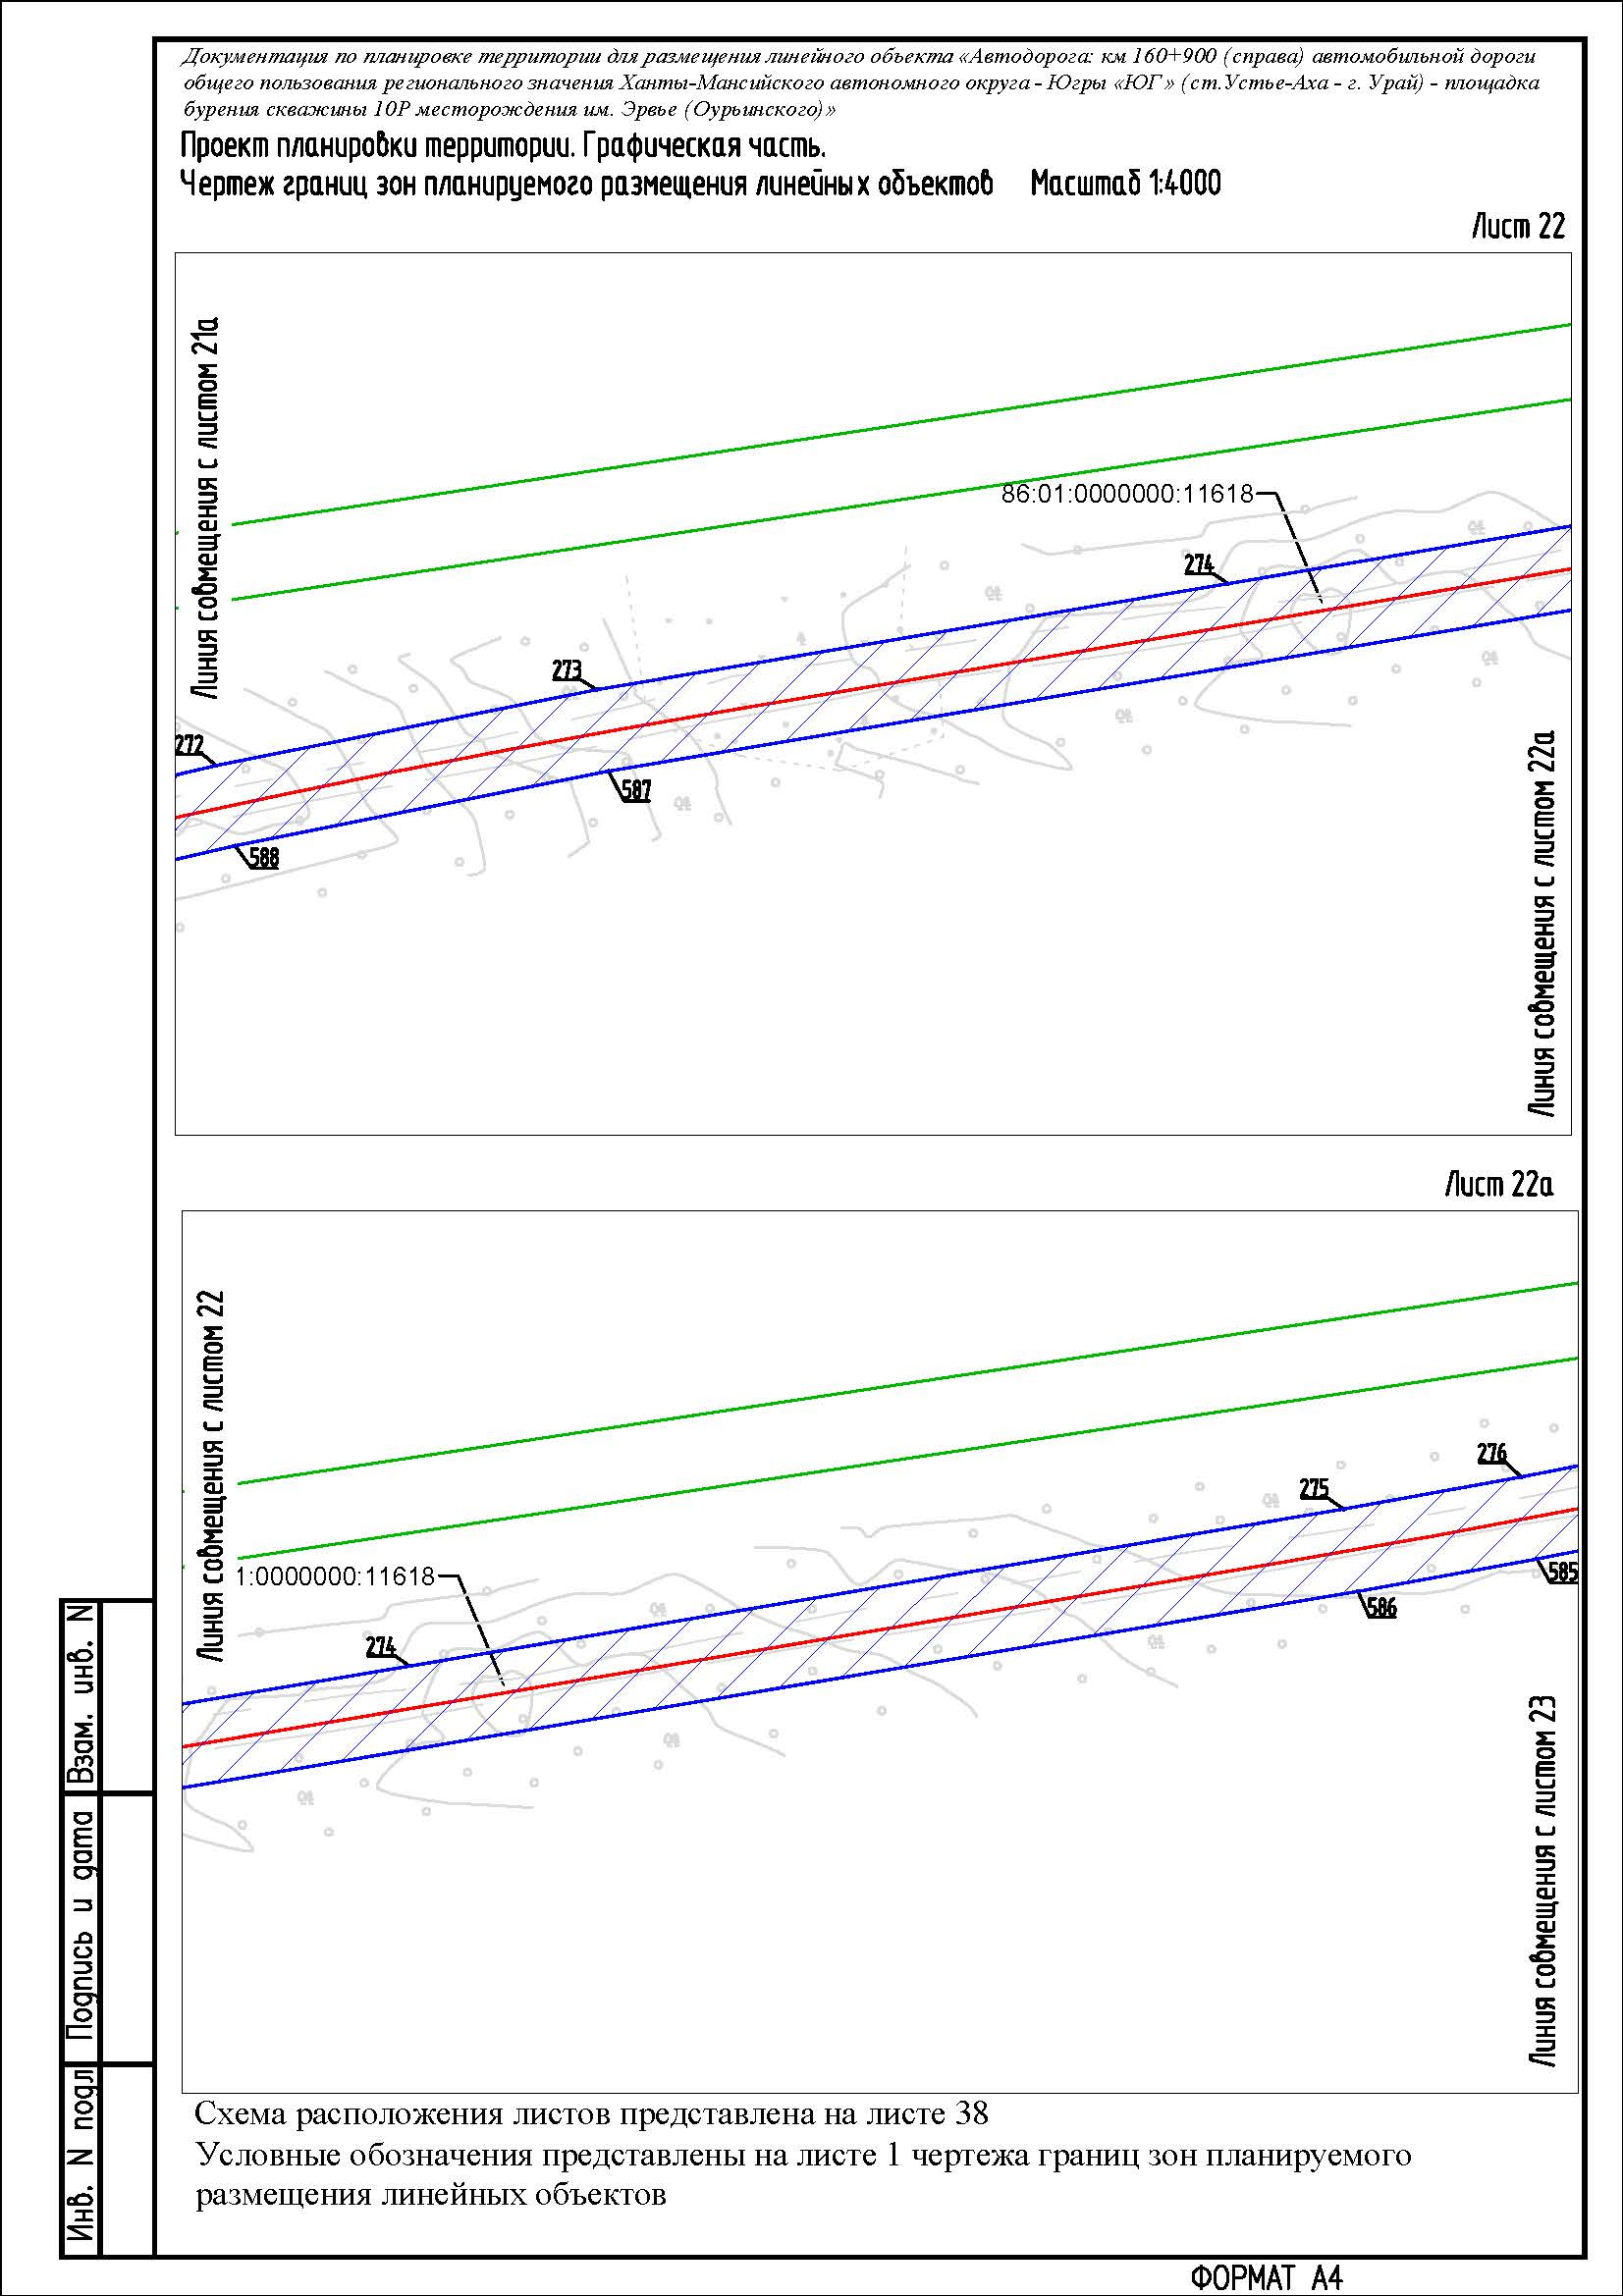 Документация по планировке территории для размещения линейного объекта «Автодорога: км 160+900 (справа) автомобильной дороги
общего пользования регионального значения Ханты-Мансийского автономного округа - Югры «ЮГ» (ст.Устье-Аха - г. Урай) - площадка
бурения скважины 10Р месторождения им. Эрвье (Оурьинского)»
Проект планировки территории. Графическая часть.
Чертеж границ зон планируемого размещения линейных объектов Масштаб 1:4000
Лист 22
Линия совмещения с листом 21а
86:01:0000000:11618
274
273
272
587
588
Линия совмещения с листом 22а
Лист 22а
Линия совмещения с листом 22
276
275
1:0000000:11618
585
586
274
Линия совмещения с листом 23
Схема расположения листов представлена на листе 38
Условные обозначения представлены на листе 1 чертежа границ зон планируемого
размещения линейных объектов
Взам. инв. N
Подпись и дата
Инв. N подл
ФОРМАТ А4